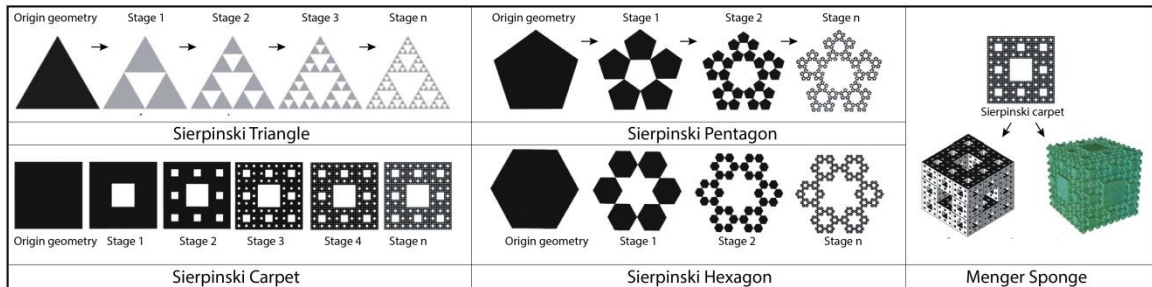 Origin geometry Stage 1 Stage 2 Stage 3 Stage n
Sierpinski Triangle
Origin geometry Stage 1 Stage 2 Stage n
Sierpinski Pentagon
Origin geometry Stage 1 Stage 2 Stage 3 Stage 4 Stage n
Sierpinski Carpet
Origin geometry Stage 1 Stage 2 Stage n
Sierpinski Hexagon
Sierpinski carpet
Menger Sponge